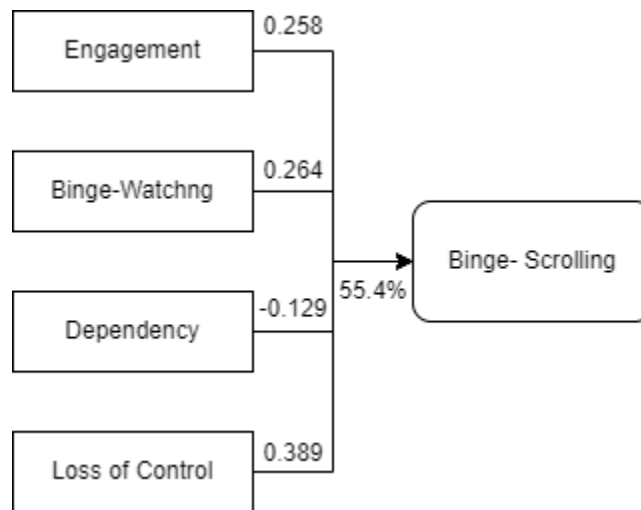 0.258
Engagement
0.264
Binge-Watchng
Binge- Scrolling
55.4%
-0.129
Dependency
0.389
Loss of Control